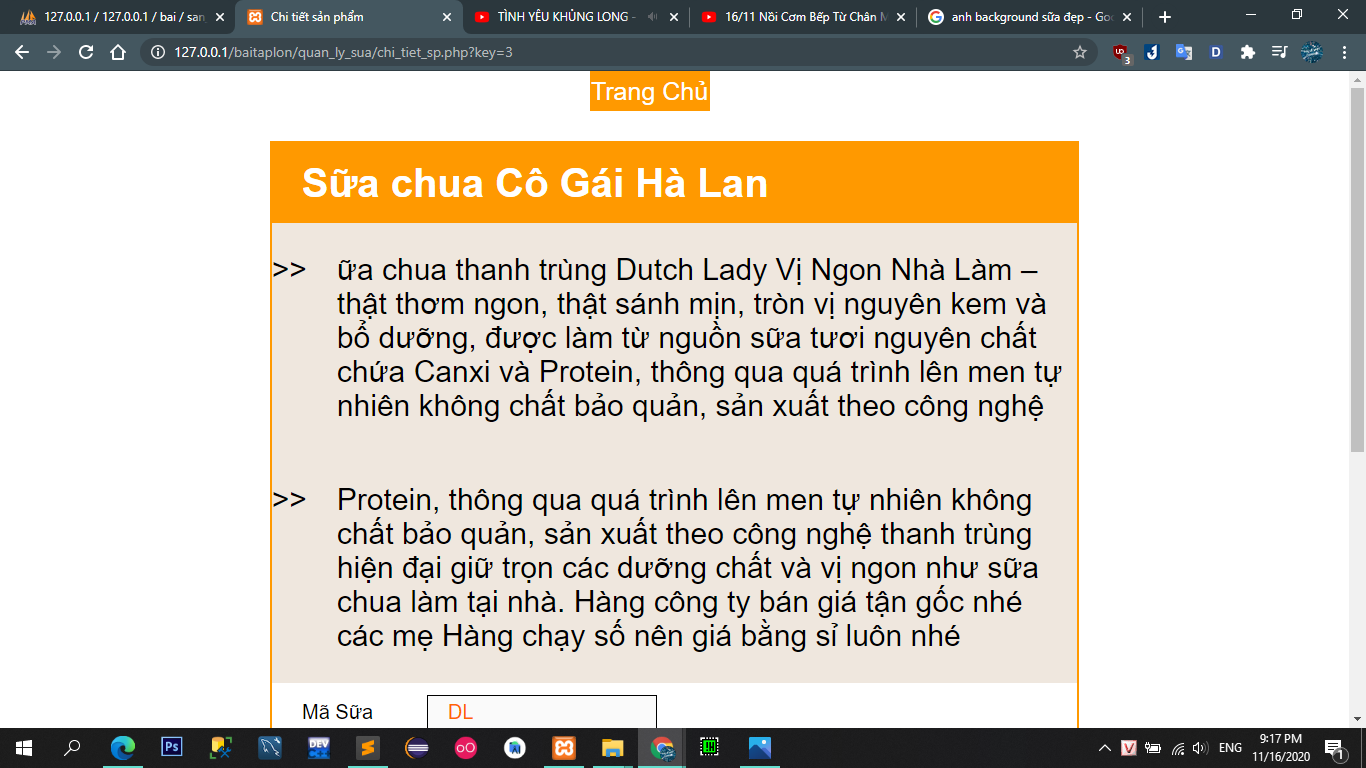 127.0.0.1 / 127.0.0.1 / bai / san
Chi tiết sản phẩm
TÌNH YÊU KHỦNG LONG -
16/11 Nồi Cơm Bếp Từ Chân M
anh background sữa đẹp - Goo
127.0.0.1/baitaplon/quan_ly_sua/chi_tiet_sp.php?key=3
3
Trang Chủ
Sữa chua Cô Gái Hà Lan
>> ữa chua thanh trùng Dutch Lady Vị Ngon Nhà Làm –
thật thơm ngon, thật sánh mịn, tròn vị nguyên kem và
bổ dưỡng, được làm từ nguồn sữa tươi nguyên chất
chứa Canxi và Protein, thông qua quá trình lên men tự
nhiên không chất bảo quản, sản xuất theo công nghệ
>> Protein, thông qua quá trình lên men tự nhiên không
chất bảo quản, sản xuất theo công nghệ thanh trùng
hiện đại giữ trọn các dưỡng chất và vị ngon như sữa
chua làm tại nhà. Hàng công ty bán giá tận gốc nhé
các mẹ Hàng chạy số nên giá bằng sỉ luôn nhé
Mã Sữa DL
Ps
DEV
V
ENG
9:17 PM
11/16/2020
1